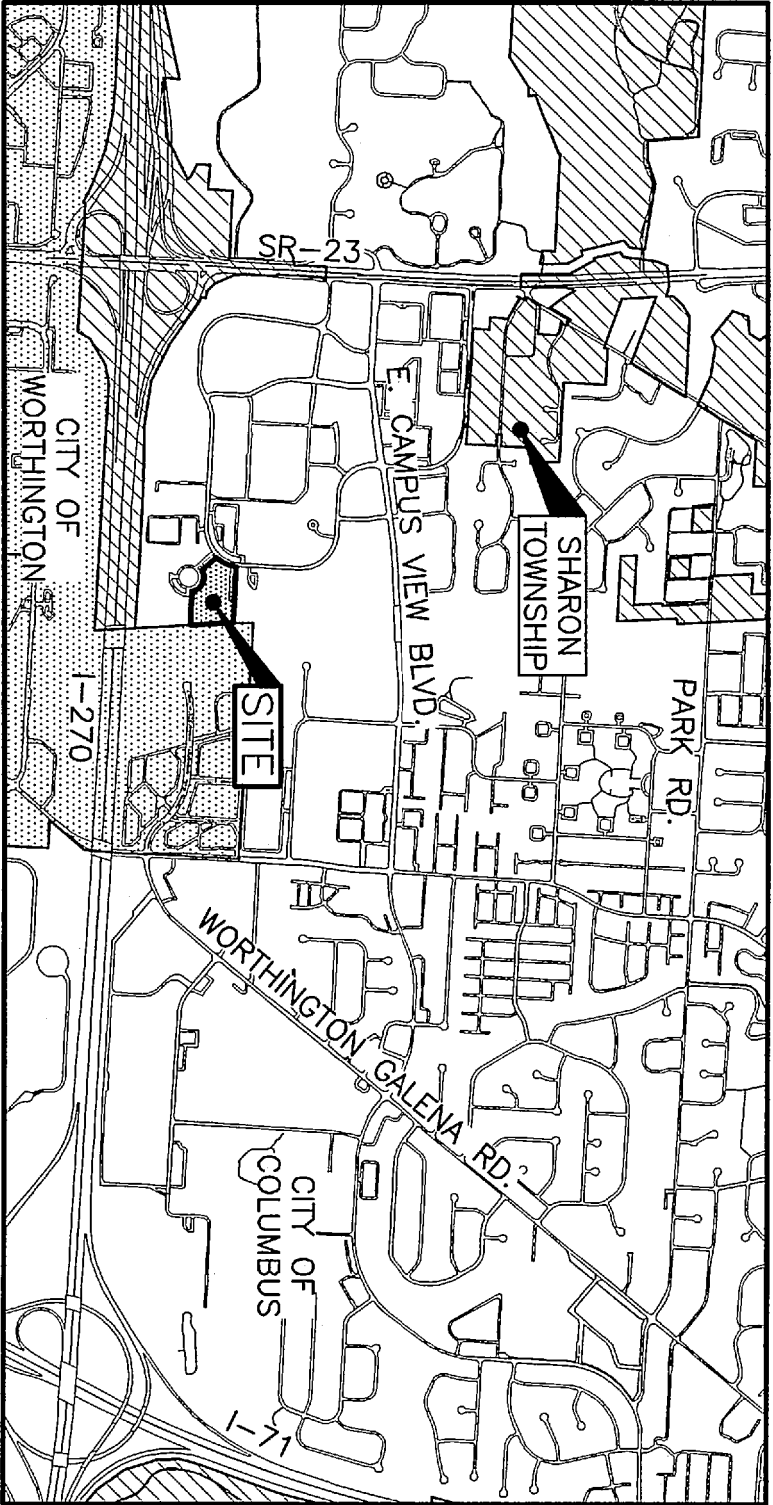 SR-23
E. CAMPUS VIEW BLVD.
SHARON
TOWNSHIP
PARK RD.
CITY OF
WORTHINGTON
SITE
I-270
WORTHINGTON GALENA RD.
CITY OF
COLUMBUS
I-71